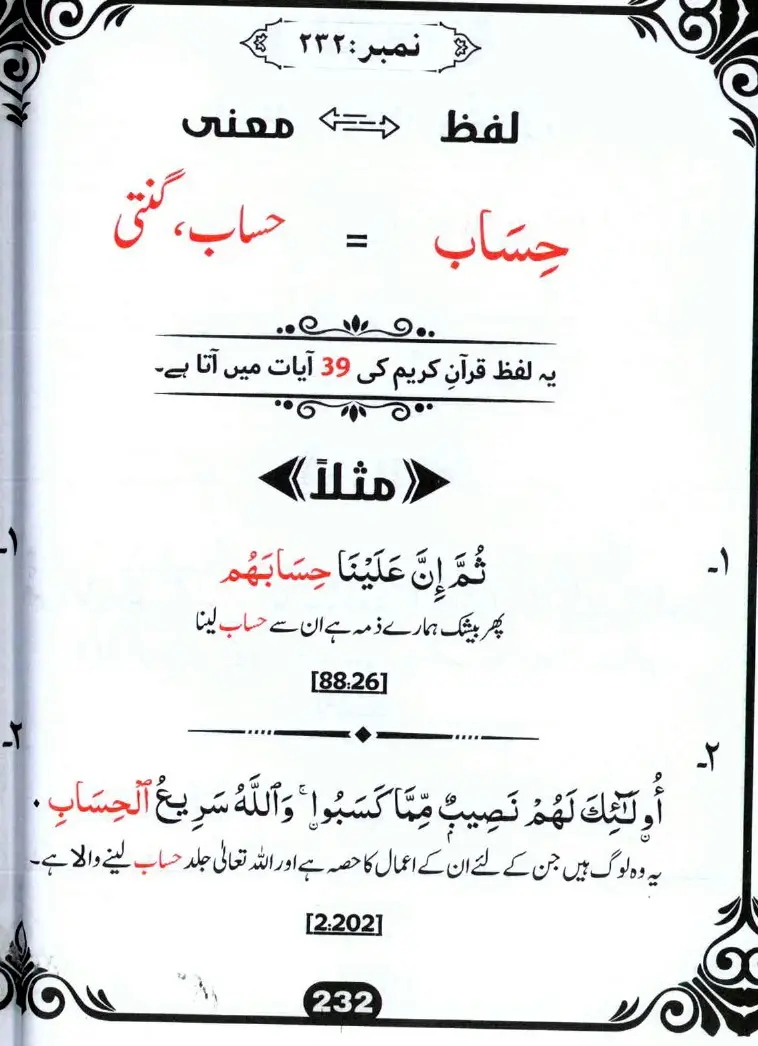 نمبر: ۲۳۲
لفظ ⇐⇒ معنی
حِسَاب = حساب، گنتی
یہ لفظ قرآنِ کریم کی 39 آیات میں آتا ہے۔
مثلاً
۱۔ ثُمَّ إِنَّ عَلَيْنَا حِسَابَهُم
پھر بیشک ہمارے ذمہ ہے ان سے حساب لینا
[88:26]
۲۔ أُو۟لَـٰٓئِكَ لَهُمْ نَصِيبٌ مِّمَّا كَسَبُوا۟ ۚ وَٱللَّهُ سَرِيعُ ٱلْحِسَابِ
یہ وہ لوگ ہیں جن کے لئے ان کے اعمال کا حصہ ہے اور اللہ تعالیٰ جلد حساب لینے والا ہے۔
[2:202]
232